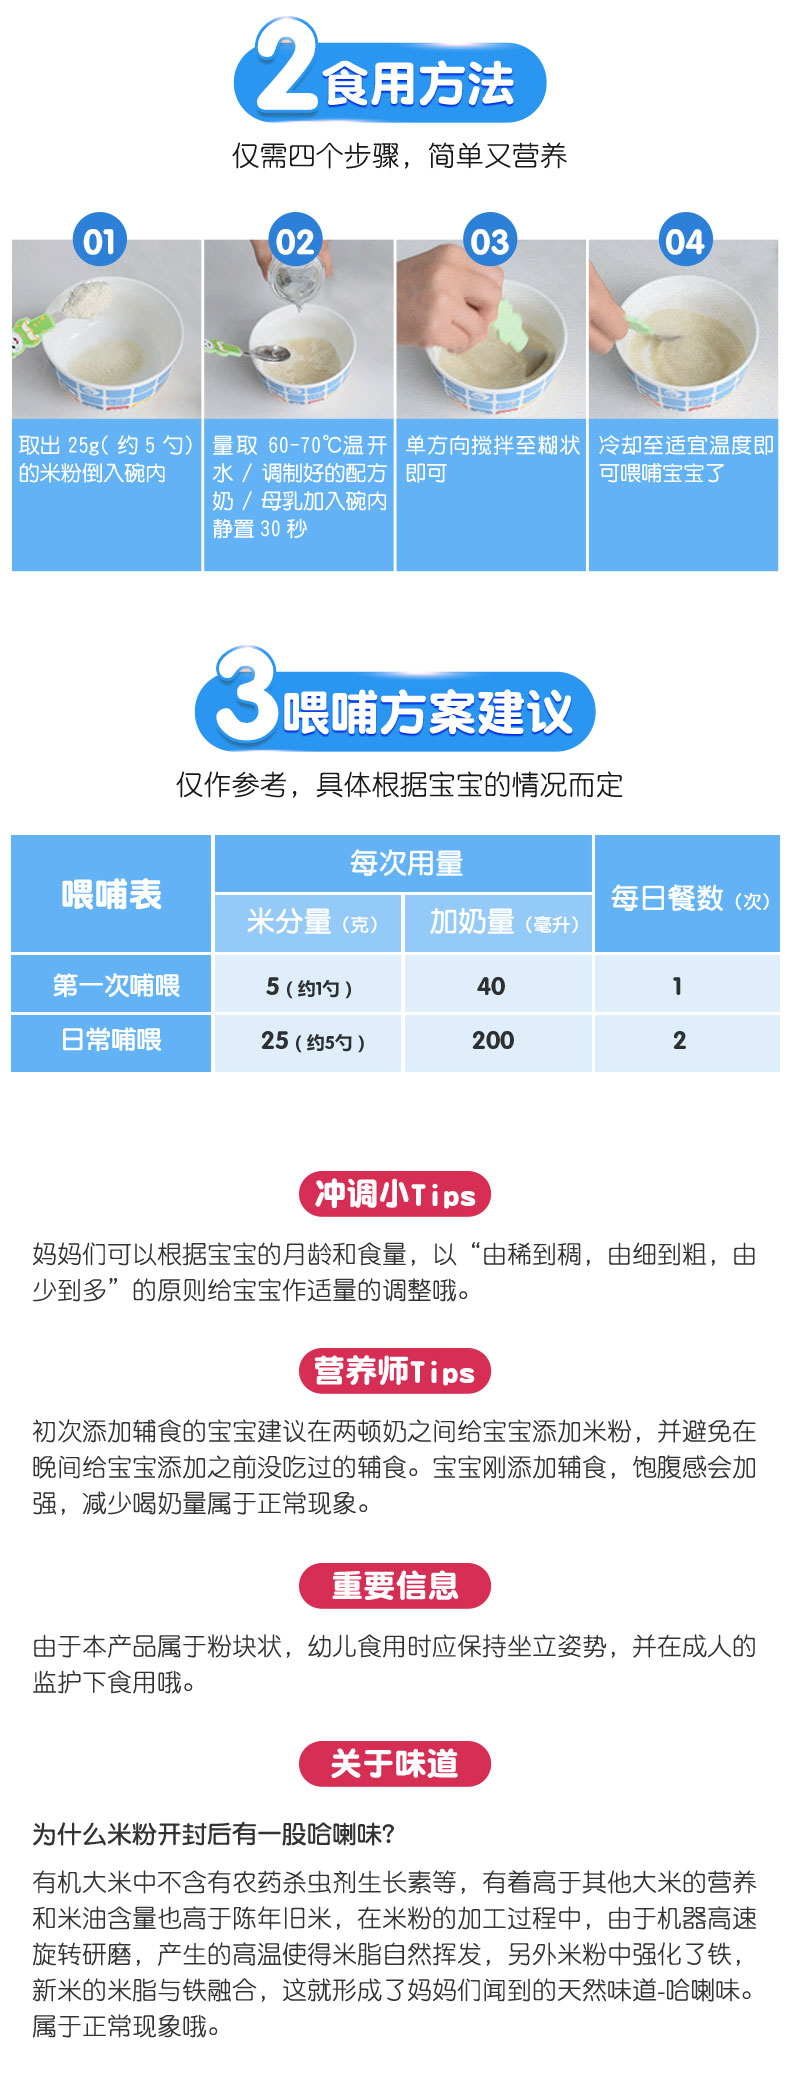 2食用方法
仅需四个步骤，简单又营养
01
02
03
04
取出 25g( 约 5 勺)
的米粉倒入碗内
量取 60-70℃温开
水 / 调制好的配方
奶 / 母乳加入碗内
静置 30 秒
单方向搅拌至糊状
即可
冷却至适宜温度即
可喂哺宝宝了
3喂哺方案建议
仅作参考，具体根据宝宝的情况而定
喂哺表
每次用量
每日餐数（次）
米分量（克）
加奶量（毫升）
第一次哺喂 5（约1勺） 40 1
日常哺喂 25（约5勺） 200 2
冲调小Tips
妈妈们可以根据宝宝的月龄和食量，以“由稀到稠，由细到粗，由
少到多”的原则给宝宝作适量的调整哦。
营养师Tips
初次添加辅食的宝宝建议在两顿奶之间给宝宝添加米粉，并避免在
晚间给宝宝添加之前没吃过的辅食。宝宝刚添加辅食，饱腹感会加
强，减少喝奶量属于正常现象。
重要信息
由于本产品属于粉块状，幼儿食用时应保持坐立姿势，并在成人的
监护下食用哦。
关于味道
为什么米粉开封后有一股哈喇味？
有机大米中不含有农药杀虫剂生长素等，有着高于其他大米的营养
和米油含量也高于陈年旧米，在米粉的加工过程中，由于机器高速
旋转研磨，产生的高温使得米脂自然挥发，另外米粉中强化了铁，
新米的米脂与铁融合，这就形成了妈妈们闻到的天然味道-哈喇味。
属于正常现象哦。